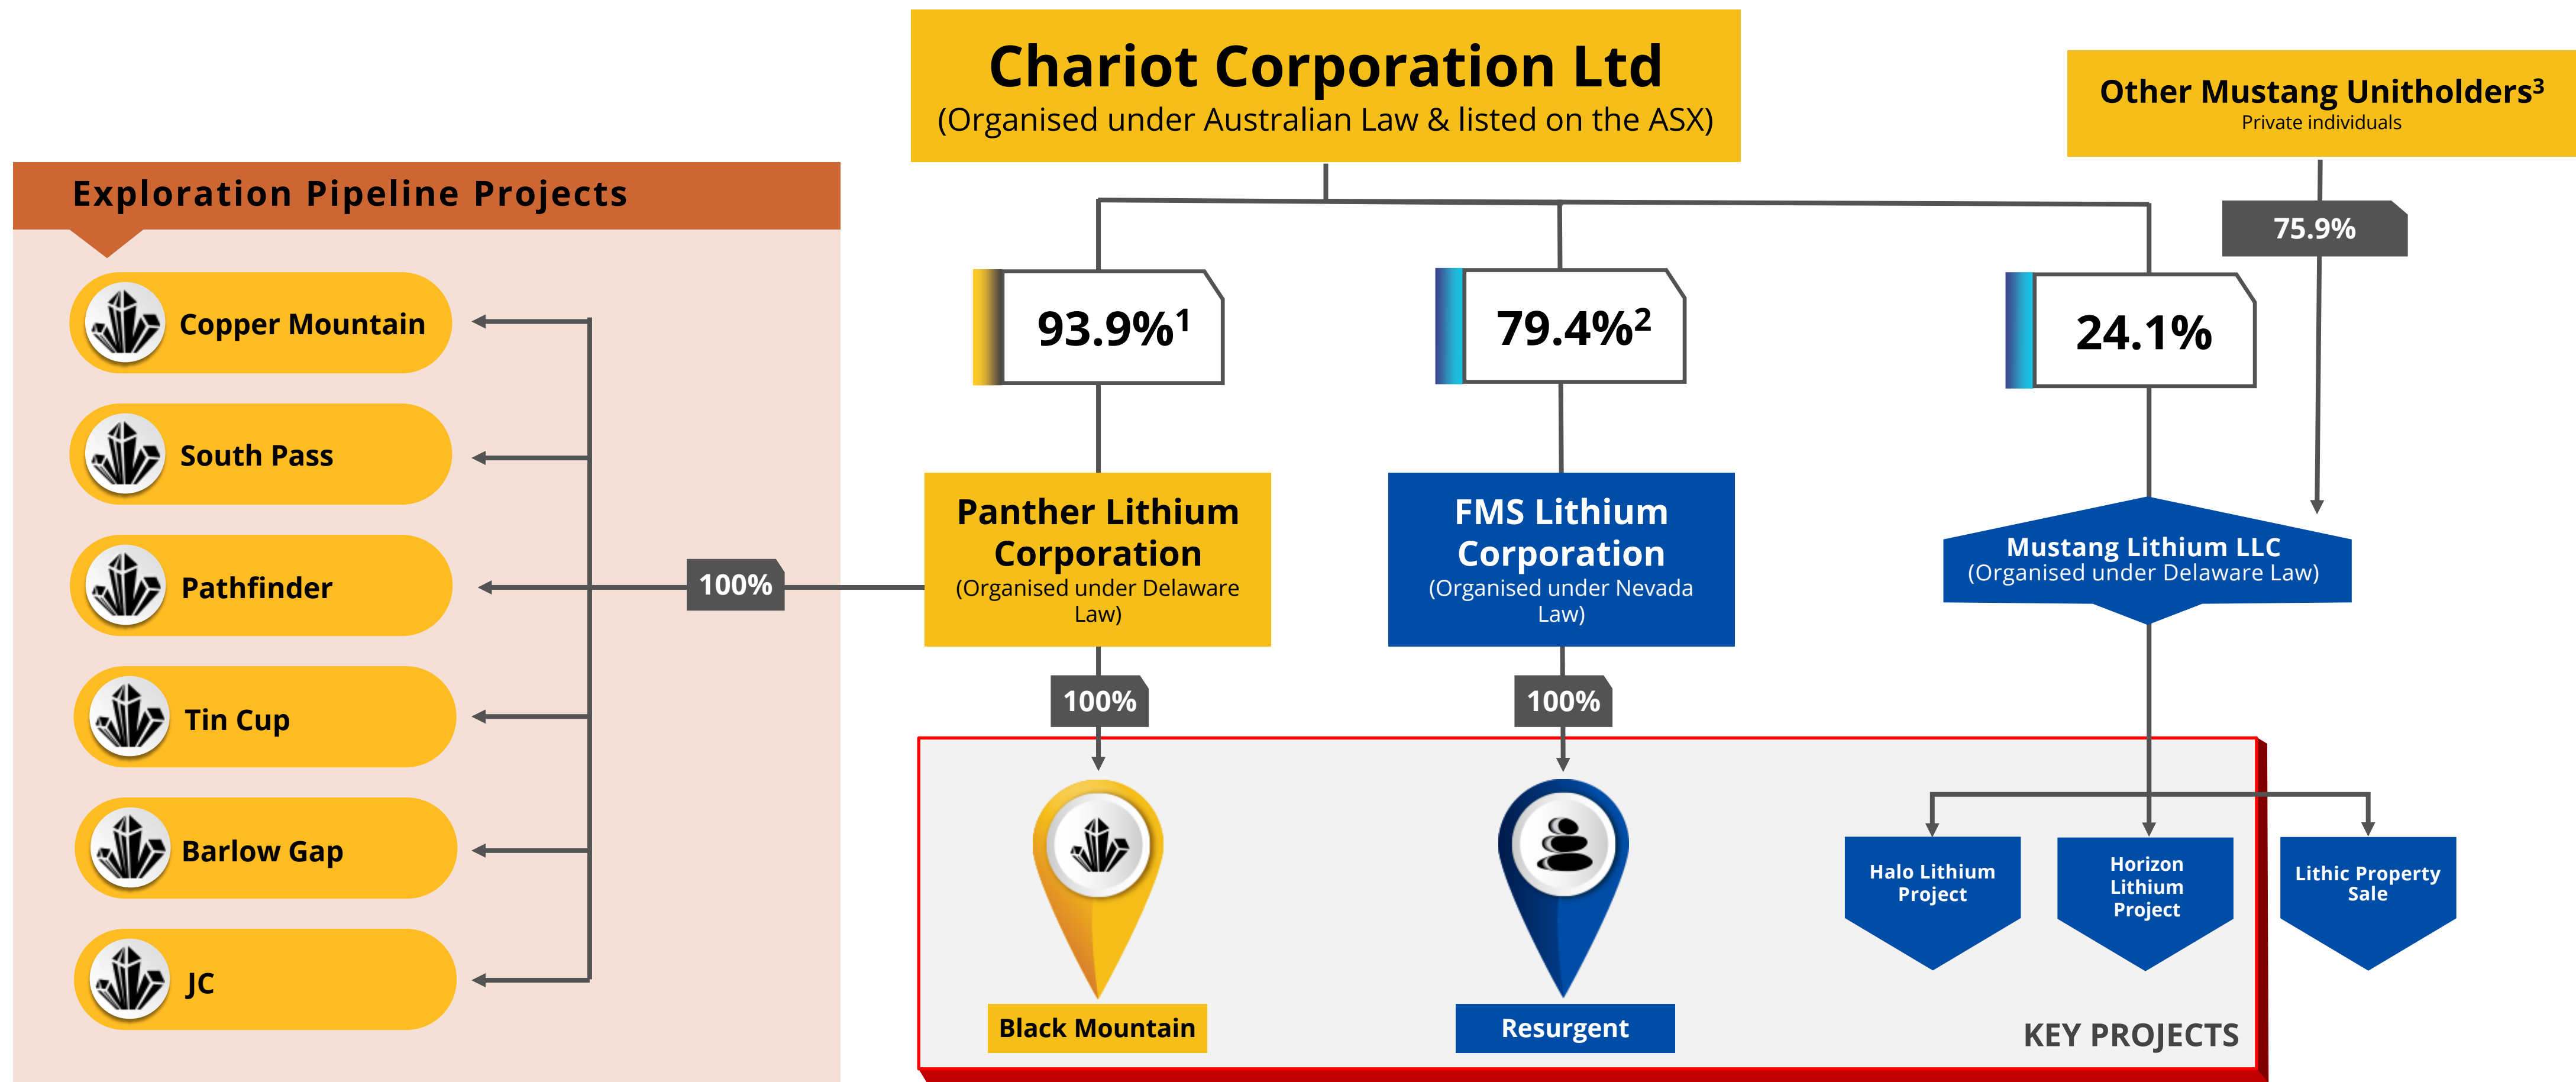 Chariot Corporation Ltd
(Organised under Australian Law & listed on the ASX)
Other Mustang Unitholders³
Private individuals
75.9%
Exploration Pipeline Projects
Copper Mountain
South Pass
Pathfinder
Tin Cup
Barlow Gap
JC
100%
93.9%¹
79.4%²
24.1%
Panther Lithium
Corporation
(Organised under Delaware
Law)
FMS Lithium
Corporation
(Organised under Nevada
Law)
Mustang Lithium LLC
(Organised under Delaware Law)
100%
100%
Black Mountain
Resurgent
Halo Lithium
Project
Horizon
Lithium
Project
Lithic Property
Sale
KEY PROJECTS